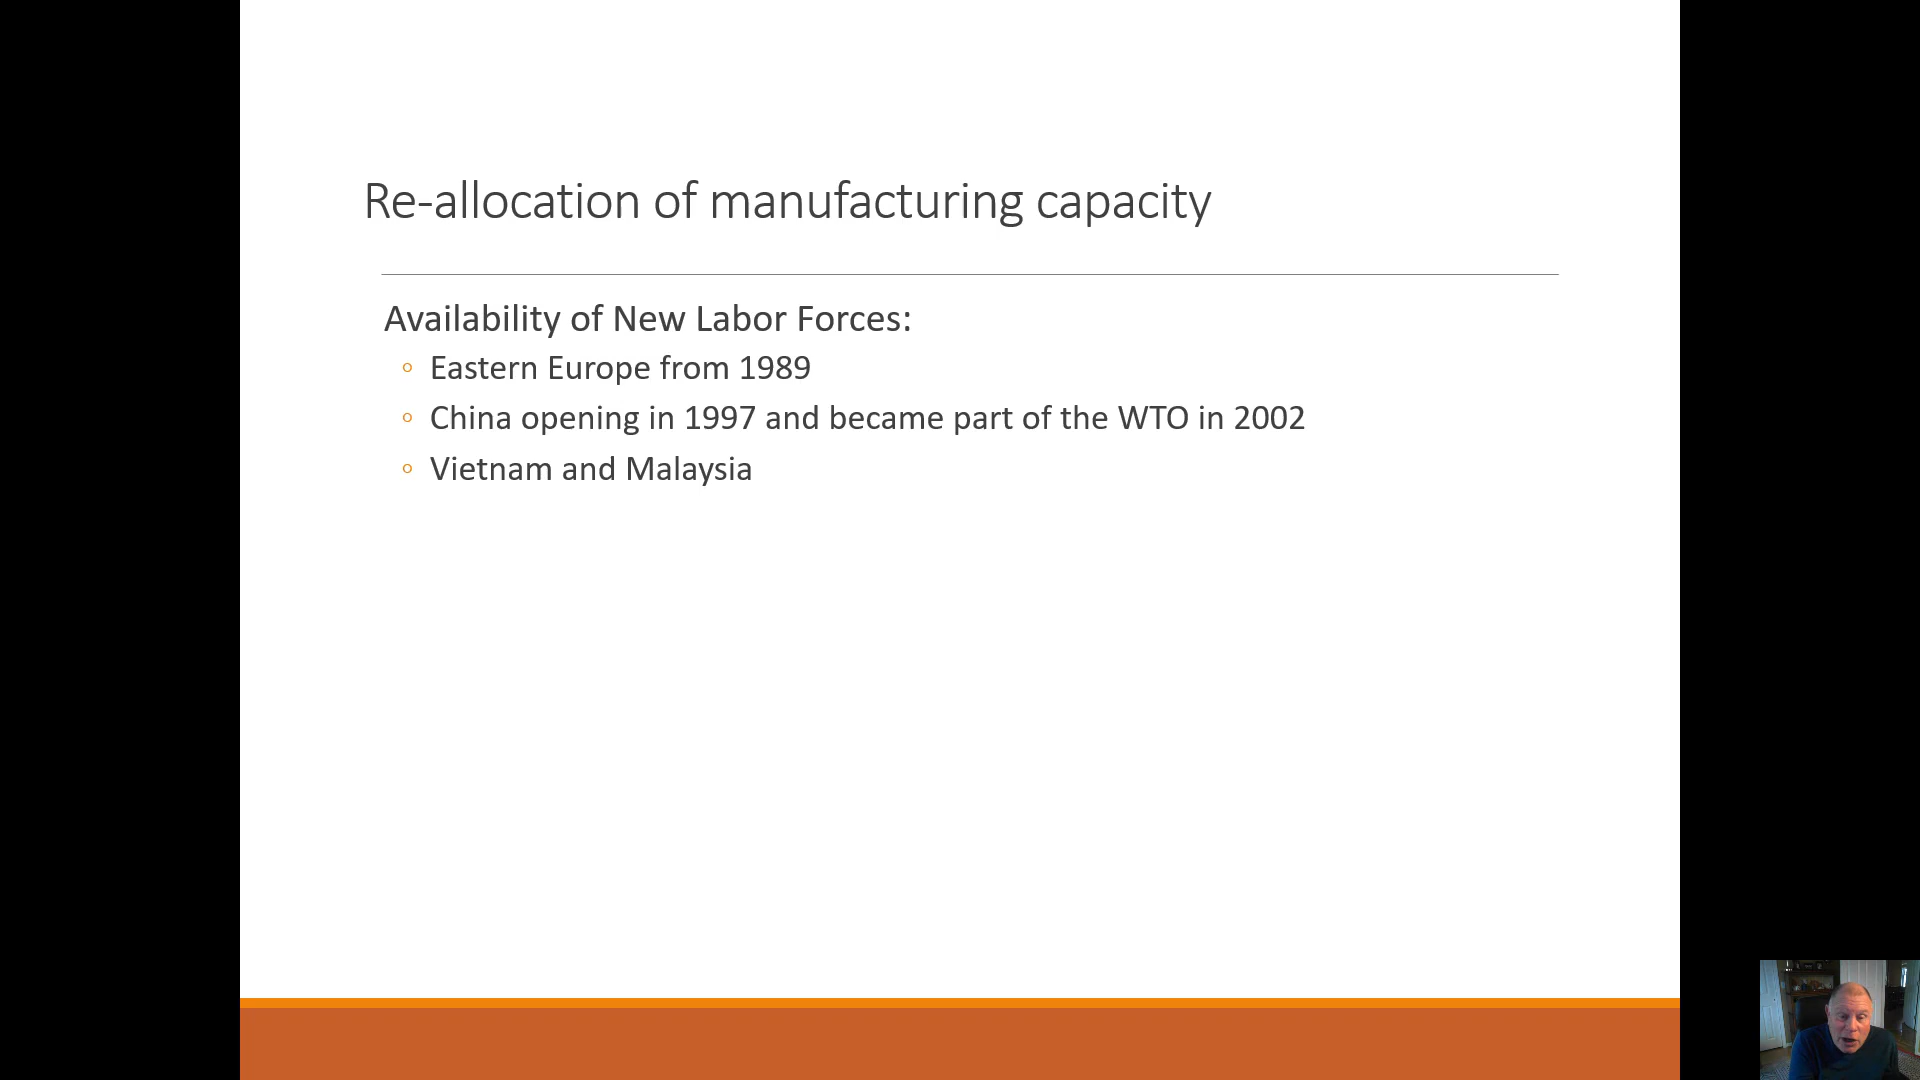 Re-allocation of manufacturing capacity
Availability of New Labor Forces:
◦ Eastern Europe from 1989
◦ China opening in 1997 and became part of the WTO in 2002
◦ Vietnam and Malaysia